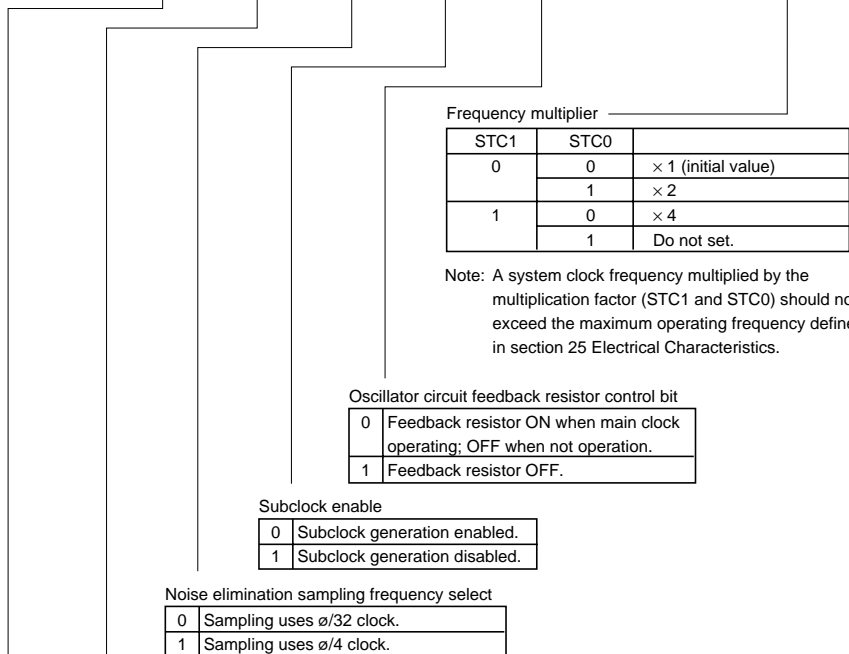 Frequency multiplier
STC1 STC0
0 0 × 1 (initial value)
1 × 2
1 0 × 4
1 Do not set.
Note: A system clock frequency multiplied by the
multiplication factor (STC1 and STC0) should no
exceed the maximum operating frequency define
in section 25 Electrical Characteristics.
Oscillator circuit feedback resistor control bit
0 Feedback resistor ON when main clock
operating; OFF when not operation.
1 Feedback resistor OFF.
Subclock enable
0 Subclock generation enabled.
1 Subclock generation disabled.
Noise elimination sampling frequency select
0 Sampling uses ø/32 clock.
1 Sampling uses ø/4 clock.